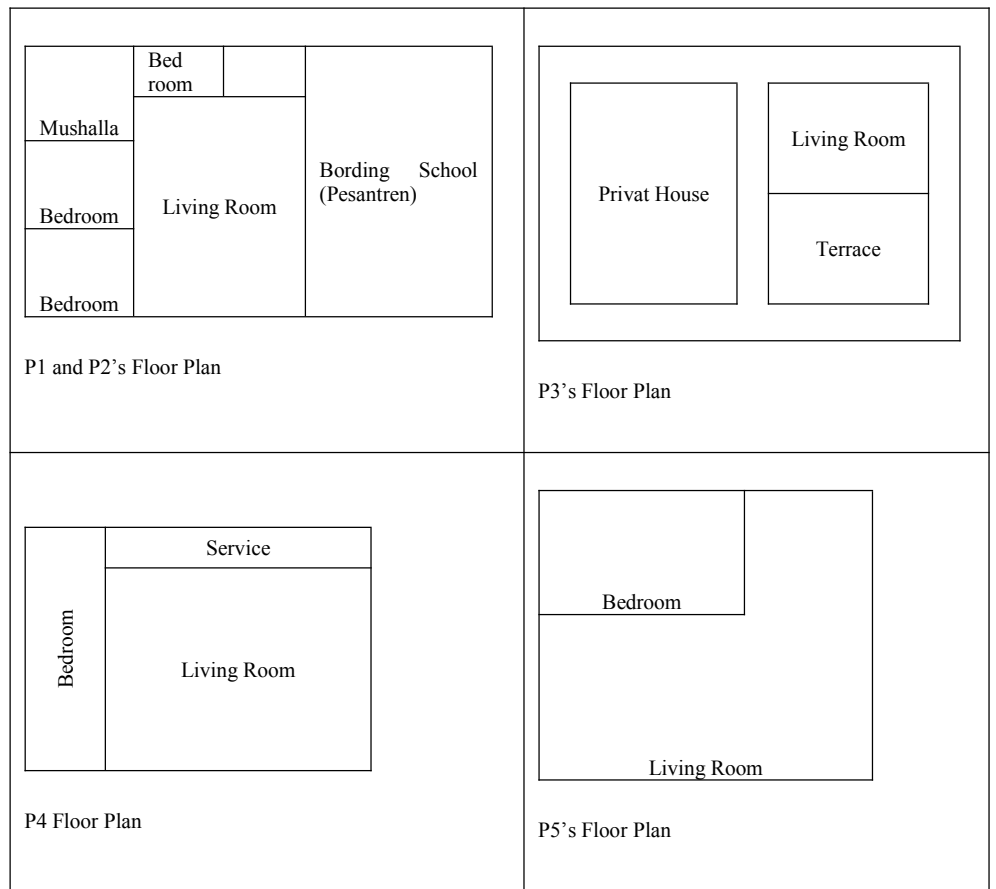 Bed
room
Mushalla
Bording School
(Pesantren)
Living Room
Bedroom
Bedroom
P1 and P2’s Floor Plan
Living Room
Privat House
Terrace
P3’s Floor Plan
Service
Bedroom
Living Room
P4 Floor Plan
Bedroom
Living Room
P5’s Floor Plan